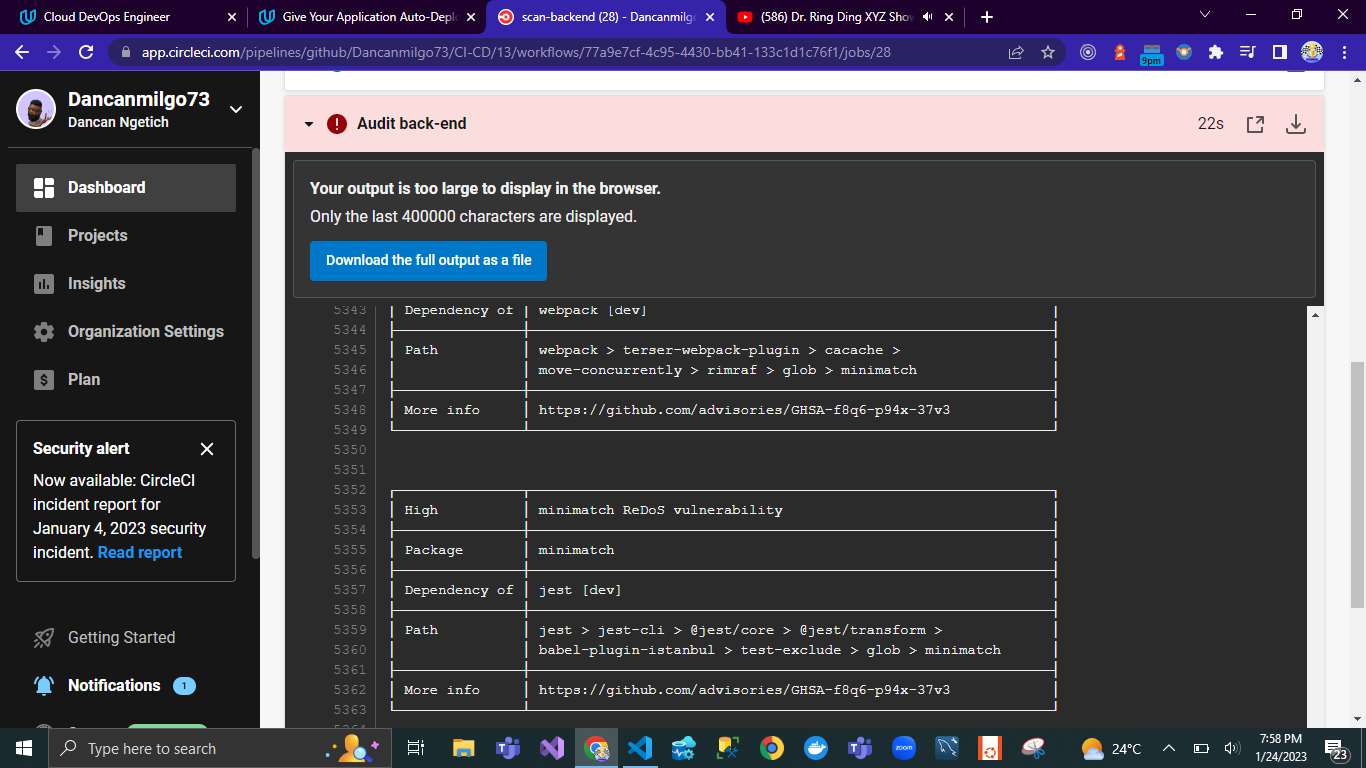 Cloud DevOps Engineer
Give Your Application Auto-Deplo
scan-backend (28) - Dancanmilgo
(586) Dr. Ring Ding XYZ Show
app.circleci.com/pipelines/github/Dancanmilgo73/CI-CD/13/workflows/77a9e7cf-4c95-4430-bb41-133c1d1c76f1/jobs/28
9pm
Dancanmilgo73
Dancan Ngetich
Dashboard
Projects
Insights
Organization Settings
Plan
Security alert
Now available: CircleCI
incident report for
January 4, 2023 security
incident. Read report
Getting Started
Notifications 1
Audit back-end 22s
Your output is too large to display in the browser.
Only the last 400000 characters are displayed.
Download the full output as a file
5343 Dependency of webpack [dev]
5344
5345 Path webpack > terser-webpack-plugin > cacache >
5346 move-concurrently > rimraf > glob > minimatch
5347
5348 More info https://github.com/advisories/GHSA-f8q6-p94x-37v3
5349
5350
5351
5352
5353 High minimatch ReDoS vulnerability
5354
5355 Package minimatch
5356
5357 Dependency of jest [dev]
5358
5359 Path jest > jest-cli > @jest/core > @jest/transform >
5360 babel-plugin-istanbul > test-exclude > glob > minimatch
5361
5362 More info https://github.com/advisories/GHSA-f8q6-p94x-37v3
5363
Type here to search
zoom
24°C
7:58 PM
1/24/2023
23